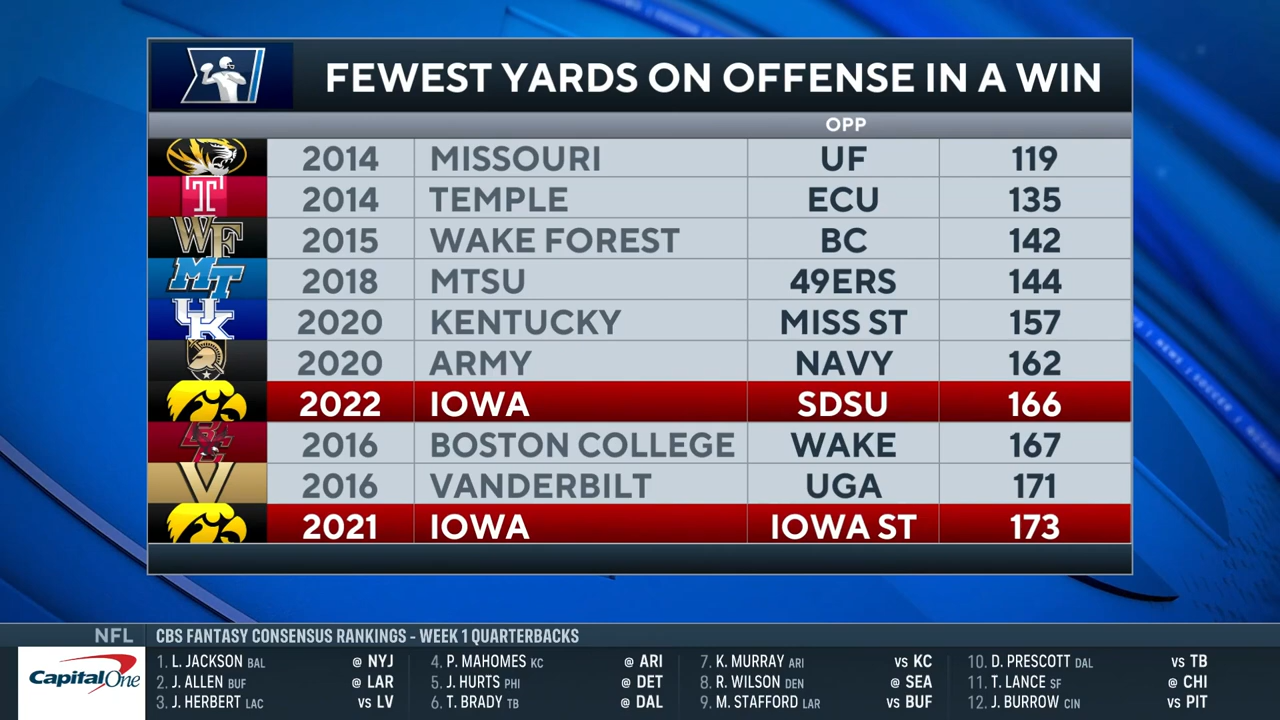 FEWEST YARDS ON OFFENSE IN A WIN
OPP
2014 MISSOURI UF 119
2014 TEMPLE ECU 135
2015 WAKE FOREST BC 142
2018 MTSU 49ERS 144
2020 KENTUCKY MISS ST 157
2020 ARMY NAVY 162
2022 IOWA SDSU 166
2016 BOSTON COLLEGE WAKE 167
2016 VANDERBILT UGA 171
2021 IOWA IOWA ST 173
NFL CBS FANTASY CONSENSUS RANKINGS - WEEK 1 QUARTERBACKS
Capital One
1. L. JACKSON BAL @ NYJ
2. J. ALLEN BUF @ LAR
3. J. HERBERT LAC vs LV
4. P. MAHOMES KC @ ARI
5. J. HURTS PHI @ DET
6. T. BRADY TB @ DAL
7. K. MURRAY ARI vs KC
8. R. WILSON DEN @ SEA
9. M. STAFFORD LAR vs BUF
10. D. PRESCOTT DAL vs TB
11. T. LANCE SF @ CHI
12. J. BURROW CIN vs PIT